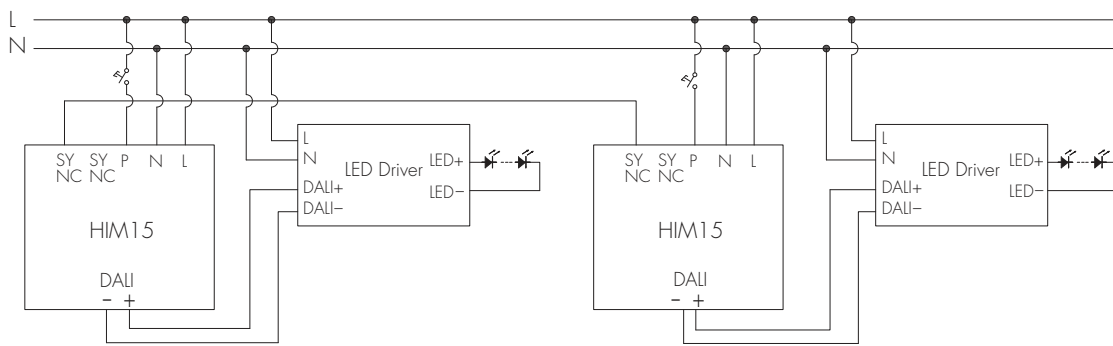 L
N
SY
NC
SY
NC
P
N
L
HIM15
DALI
− +
L
N
DALI+
DALI−
LED Driver
LED+
LED−
SY
NC
SY
NC
P
N
L
HIM15
DALI
− +
L
N
DALI+
DALI−
LED Driver
LED+
LED−